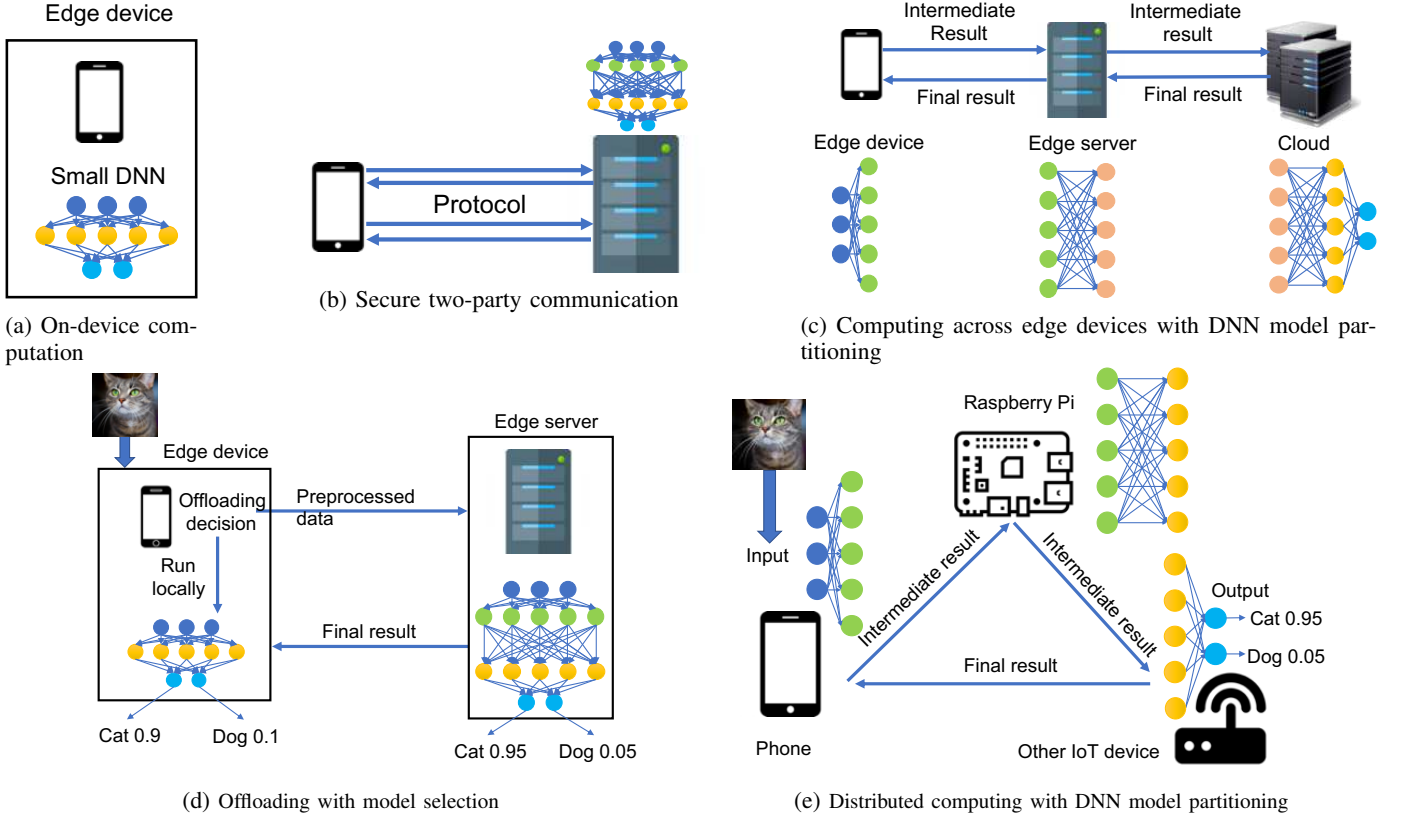 Edge device
Small DNN
(a) On-device com-
putation
Protocol
(b) Secure two-party communication
Intermediate
Result
Intermediate
result
Final result
Final result
Edge device
Edge server
Cloud
(c) Computing across edge devices with DNN model par-
titioning
Edge device
Offloading
decision
Preprocessed
data
Run
locally
Edge server
Final result
Cat 0.9
Dog 0.1
Cat 0.95
Dog 0.05
(d) Offloading with model selection
Raspberry Pi
Input
Intermediate result
Intermediate result
Output
Cat 0.95
Dog 0.05
Final result
Phone
Other IoT device
(e) Distributed computing with DNN model partitioning